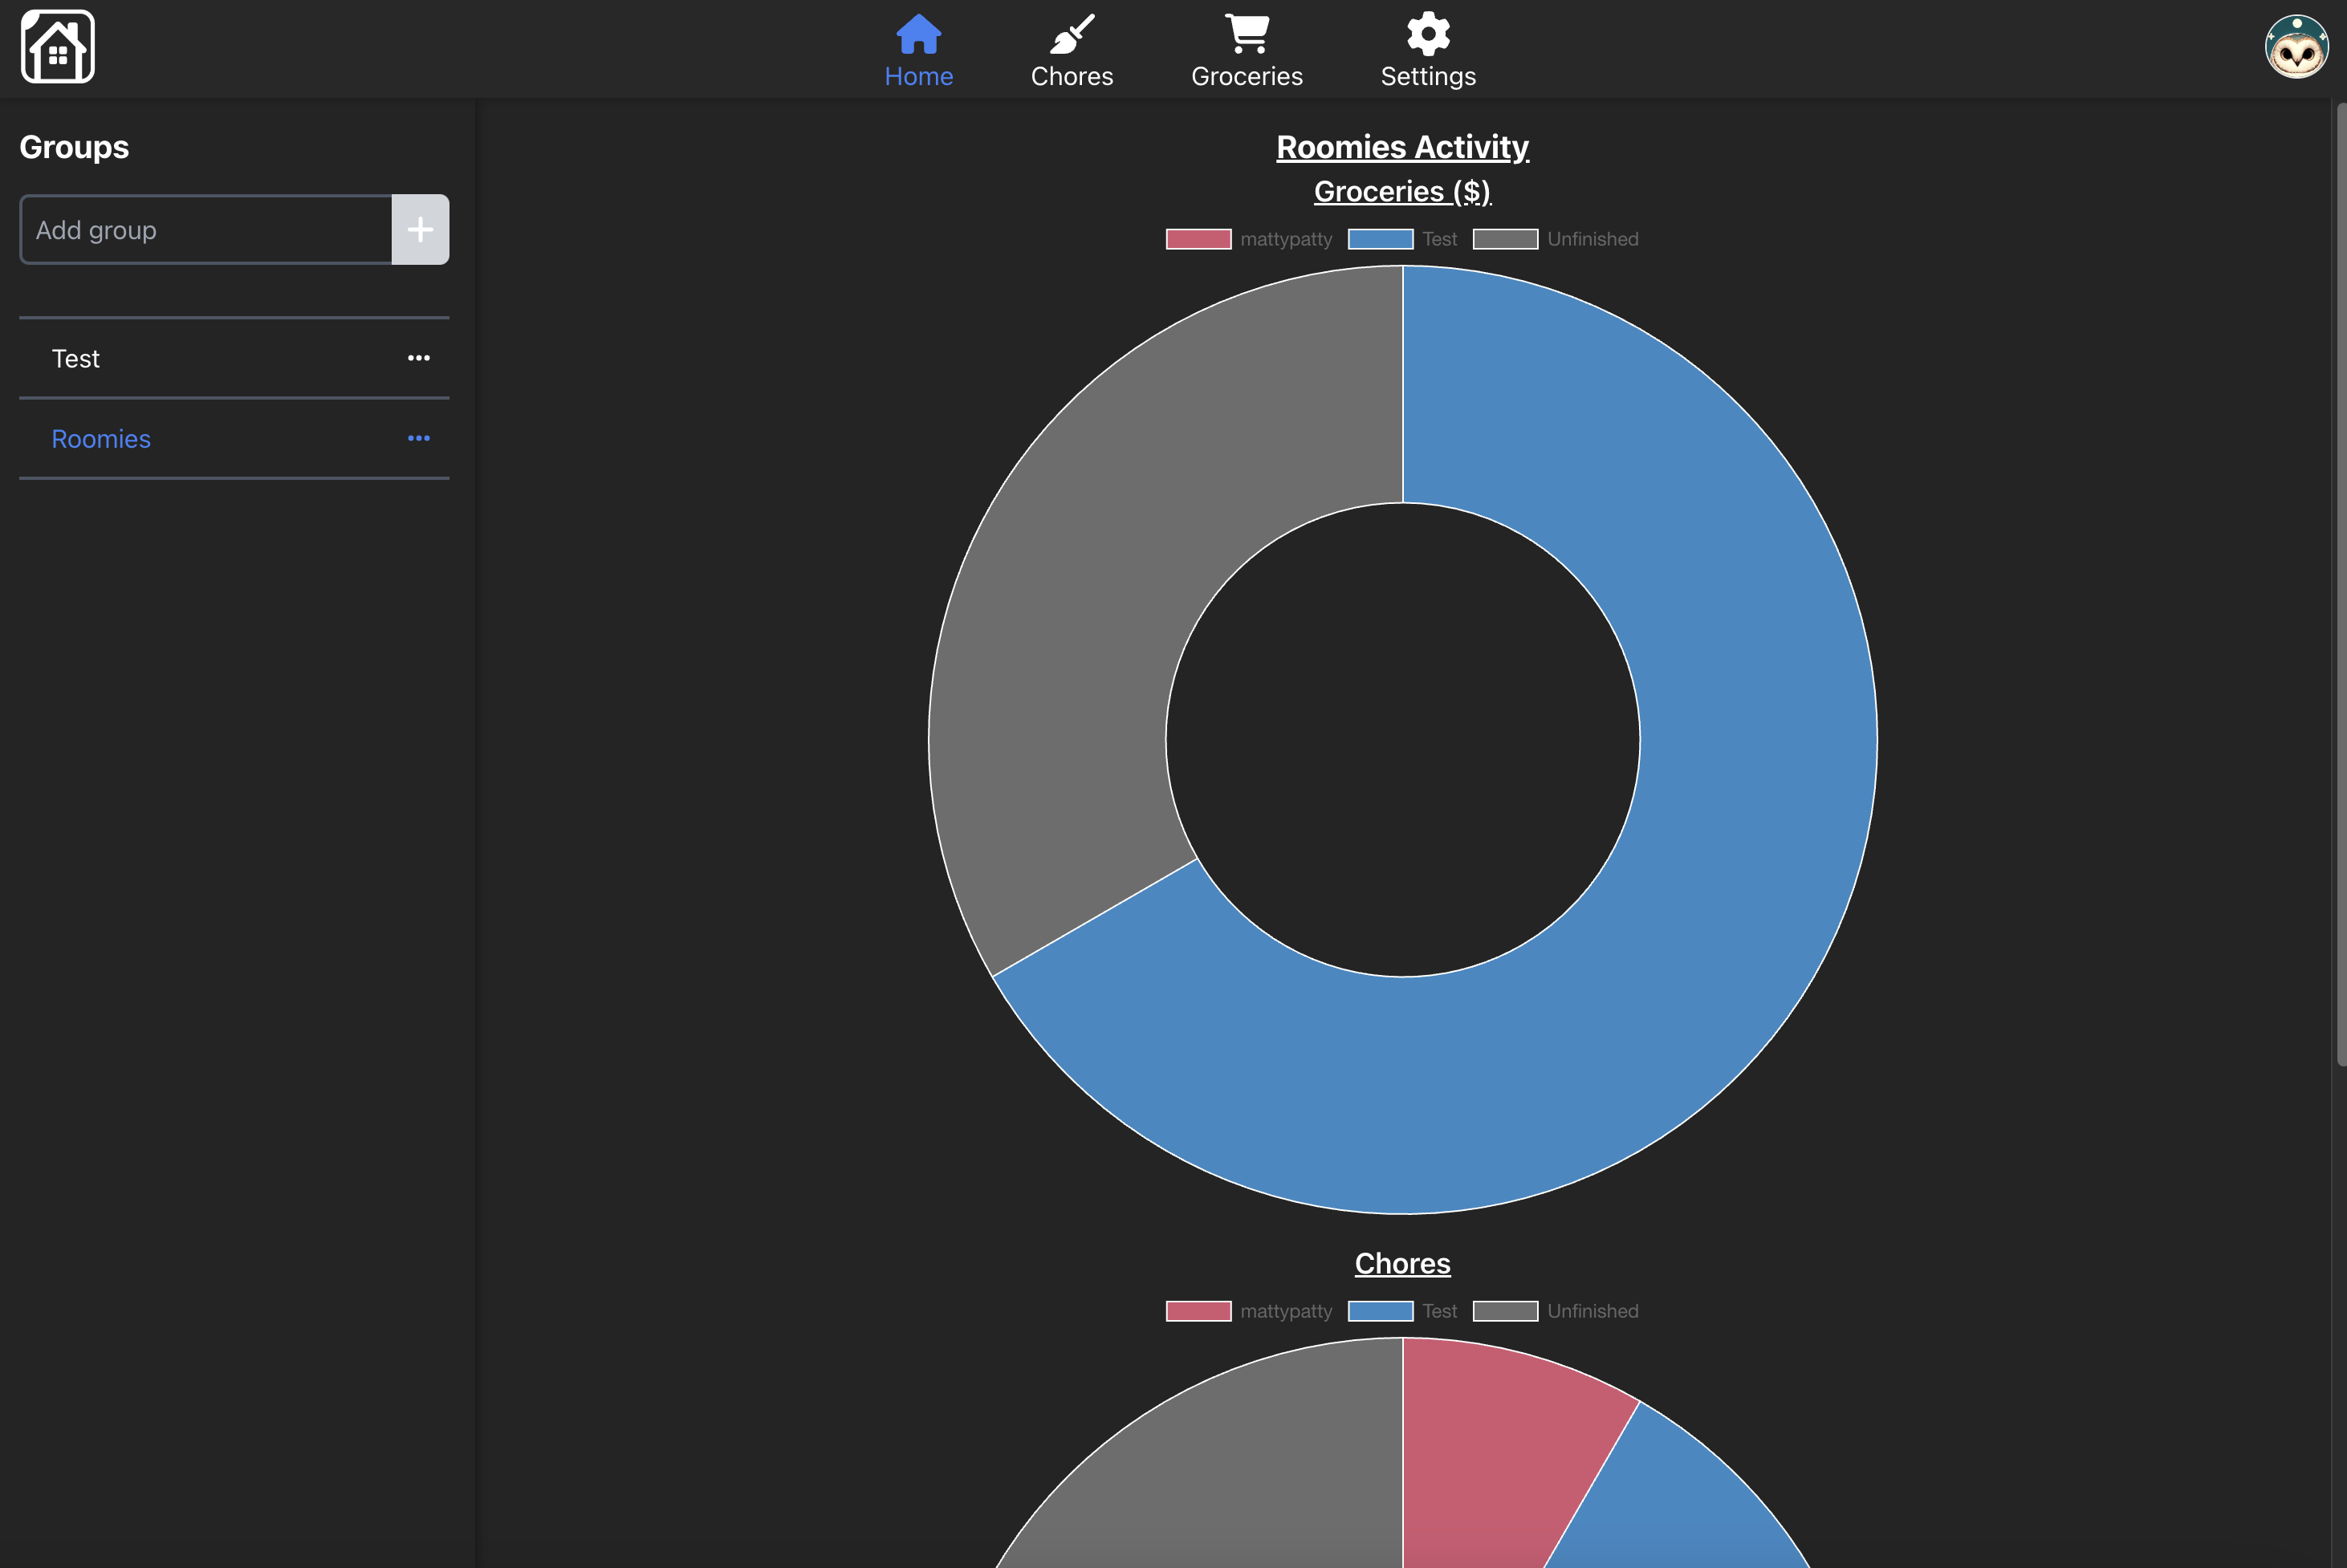 Home
Chores
Groceries
Settings
Groups
Add group
Test
Roomies
Roomies Activity
Groceries ($)
mattypatty Test Unfinished
Chores
mattypatty Test Unfinished